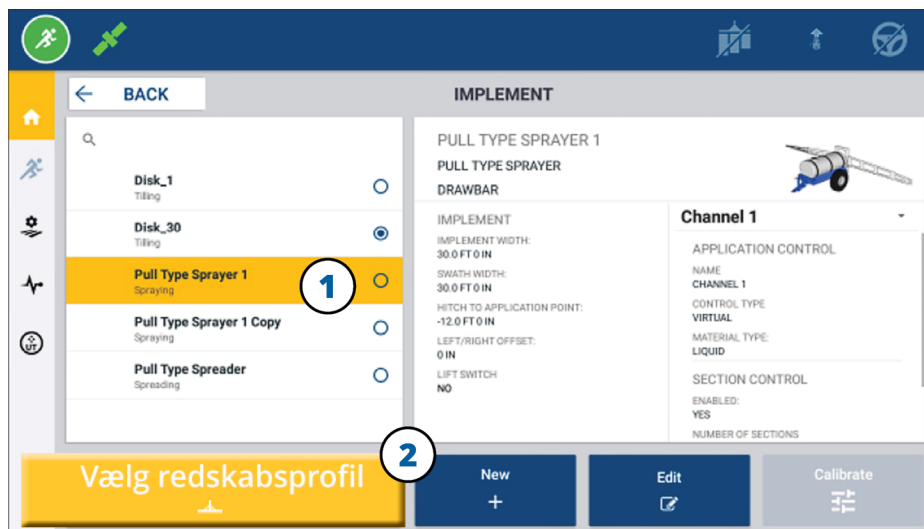 BACK
IMPLEMENT
Disk_1
Tilling
Disk_30
Tilling
Pull Type Sprayer 1
Spraying
1
Pull Type Sprayer 1 Copy
Spraying
Pull Type Spreader
Spreading
PULL TYPE SPRAYER 1
PULL TYPE SPRAYER
DRAWBAR
IMPLEMENT
IMPLEMENT WIDTH:
30.0 FT 0 IN
SWATH WIDTH:
30.0 FT 0 IN
HITCH TO APPLICATION POINT:
-12.0 FT 0 IN
LEFT/RIGHT OFFSET:
0 IN
LIFT SWITCH
NO
Channel 1
APPLICATION CONTROL
NAME
CHANNEL 1
CONTROL TYPE
VIRTUAL
MATERIAL TYPE:
LIQUID
SECTION CONTROL
ENABLED:
YES
NUMBER OF SECTIONS
UT
Vælg redskabsprofil
2
New
Edit
Calibrate